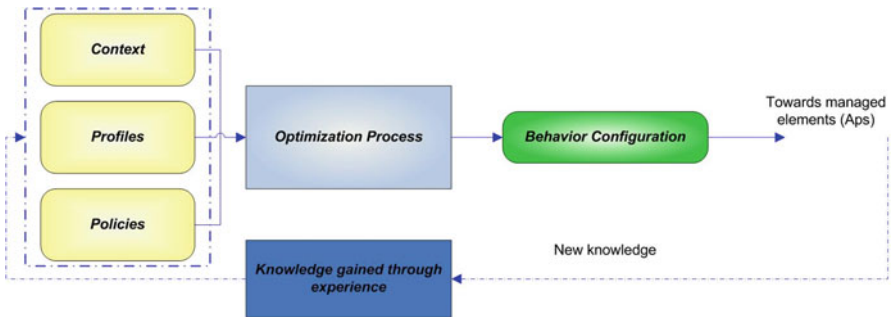 Context
Profiles
Policies
Optimization Process
Behavior Configuration
Towards managed
elements (Aps)
New knowledge
Knowledge gained through
experience